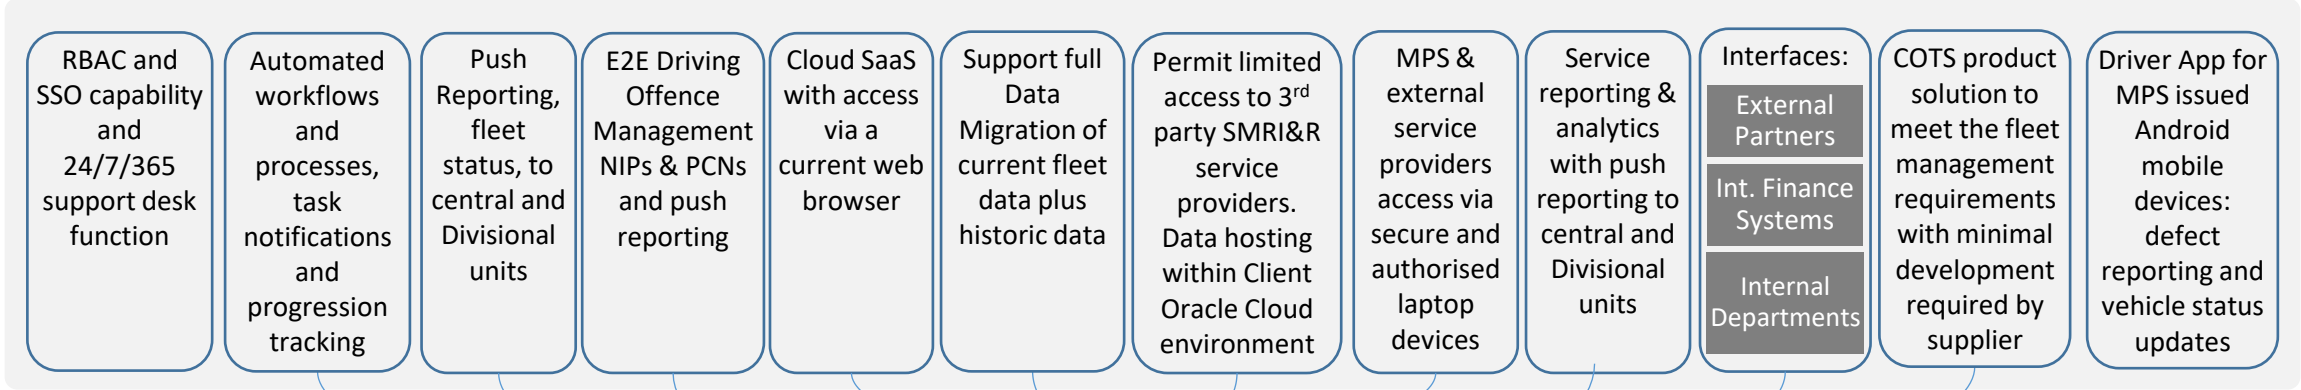 RBAC and
SSO capability
and
24/7/365
support desk
function
Automated
workflows
and
processes,
task
notifications
and
progression
tracking
Push
Reporting,
fleet
status, to
central and
Divisional
units
E2E Driving
Offence
Management
NIPs & PCNs
and push
reporting
Cloud SaaS
with access
via a
current web
browser
Support full
Data
Migration of
current fleet
data plus
historic data
Permit limited
access to 3rd
party SMRI&R
service
providers.
Data hosting
within Client
Oracle Cloud
environment
MPS &
external
service
providers
access via
secure and
authorised
laptop
devices
Service
reporting &
analytics
with push
reporting to
central and
Divisional
units
Interfaces:
External
Partners
Int. Finance
Systems
Internal
Departments
COTS product
solution to
meet the fleet
management
requirements
with minimal
development
required by
supplier
Driver App for
MPS issued
Android
mobile
devices:
defect
reporting and
vehicle status
updates